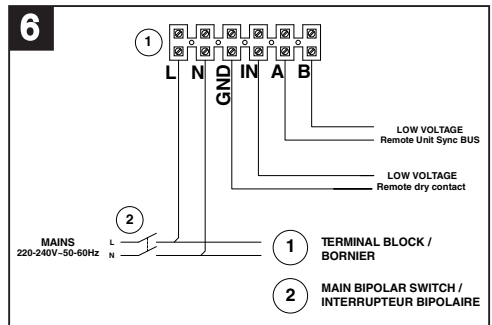 6
1
L N GND IN A B
LOW VOLTAGE
Remote Unit Sync BUS
LOW VOLTAGE
Remote dry contact
2
MAINS
220-240V~50-60Hz
L
N
1 TERMINAL BLOCK /
BORNIER
2 MAIN BIPOLAR SWITCH /
INTERRUPTEUR BIPOLAIRE